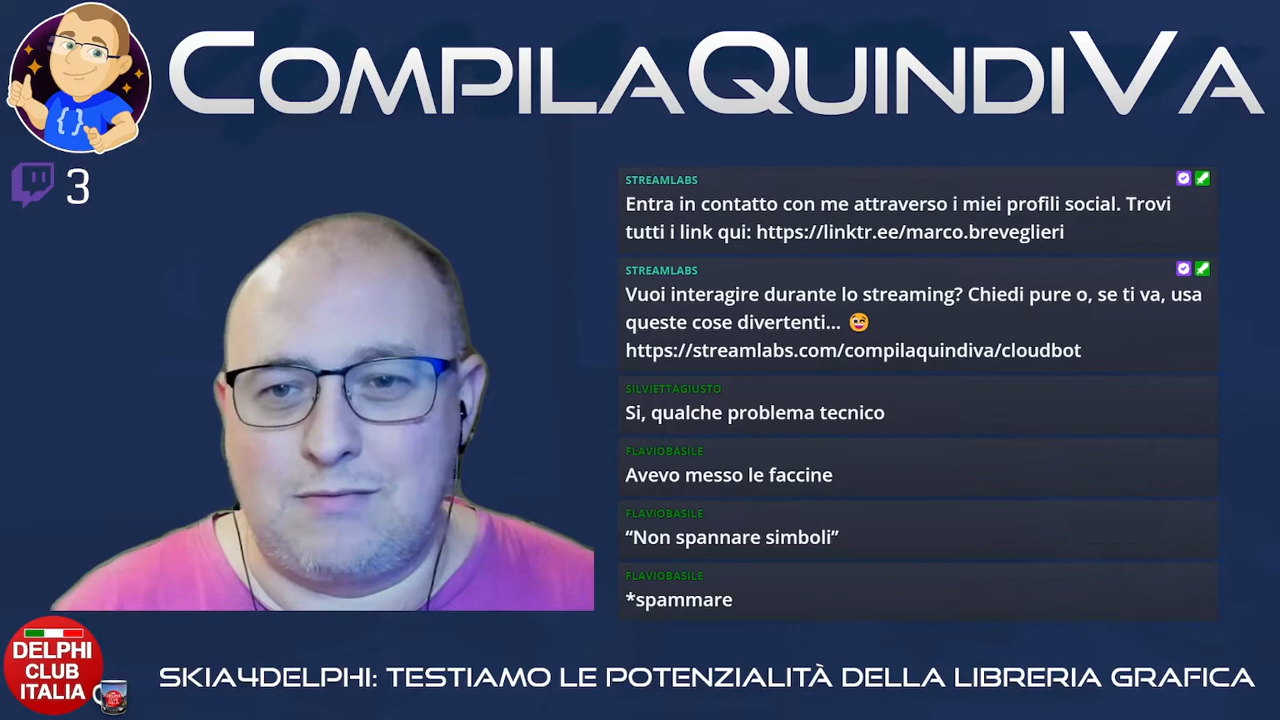 COMPILAQUINDIVA
{ }
3
STREAMLABS
Entra in contatto con me attraverso i miei profili social. Trovi
tutti i link qui: https://linktr.ee/marco.breveglieri
STREAMLABS
Vuoi interagire durante lo streaming? Chiedi pure o, se ti va, usa
queste cose divertenti... 😄
https://streamlabs.com/compilaquindiva/cloudbot
SILVIETTAGIUSTO
Si, qualche problema tecnico
FLAVIOBASILE
Avevo messo le faccine
FLAVIOBASILE
“Non spannare simboli”
FLAVIOBASILE
*spammare
DELPHI
CLUB
ITALIA
SKIA4DELPHI: TESTIAMO LE POTENZIALITÀ DELLA LIBRERIA GRAFICA